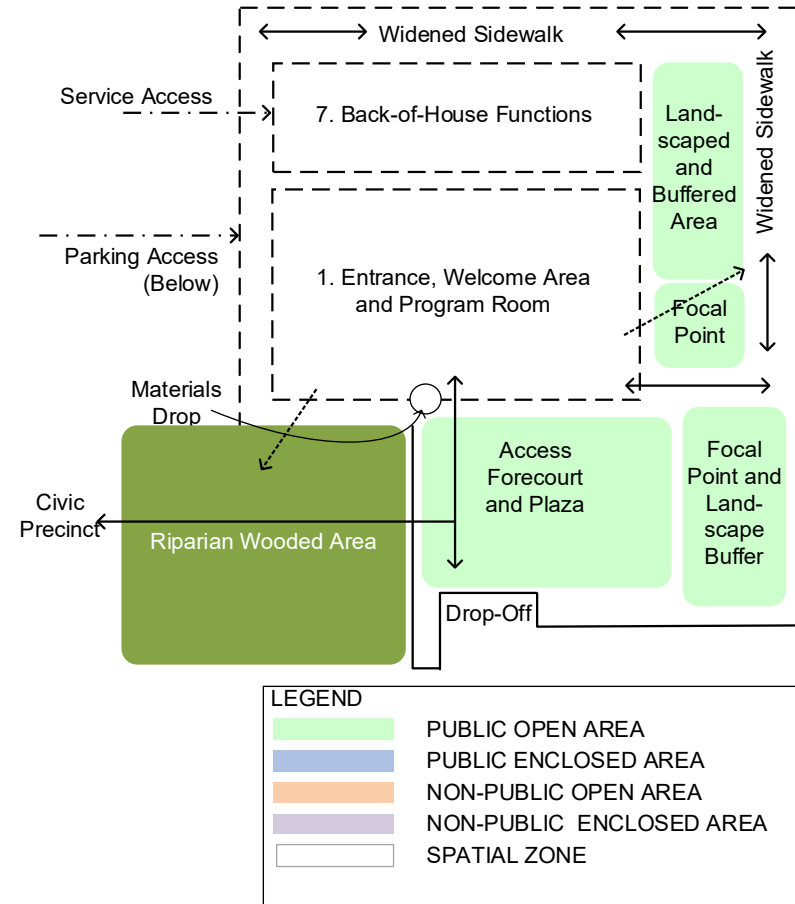 Widened Sidewalk
Widened Sidewalk
Service Access
7. Back-of-House Functions
Land-
scaped
and
Buffered
Area
Parking Access
(Below)
1. Entrance, Welcome Area
and Program Room
Focal
Point
Materials
Drop
Access
Forecourt
and Plaza
Focal
Point and
Land-
scape
Buffer
Civic
Precinct
Riparian Wooded Area
Drop-Off
LEGEND
PUBLIC OPEN AREA
PUBLIC ENCLOSED AREA
NON-PUBLIC OPEN AREA
NON-PUBLIC  ENCLOSED AREA
SPATIAL ZONE